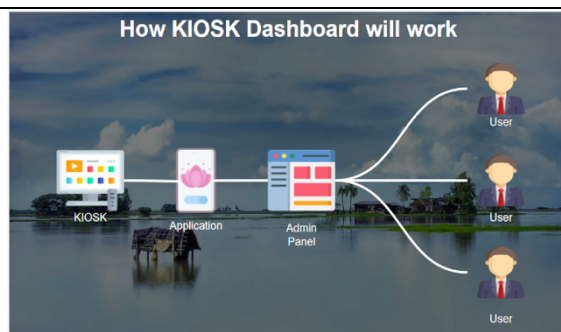 How KIOSK Dashboard will work
User
KIOSK
Application
Admin
Panel
User
User